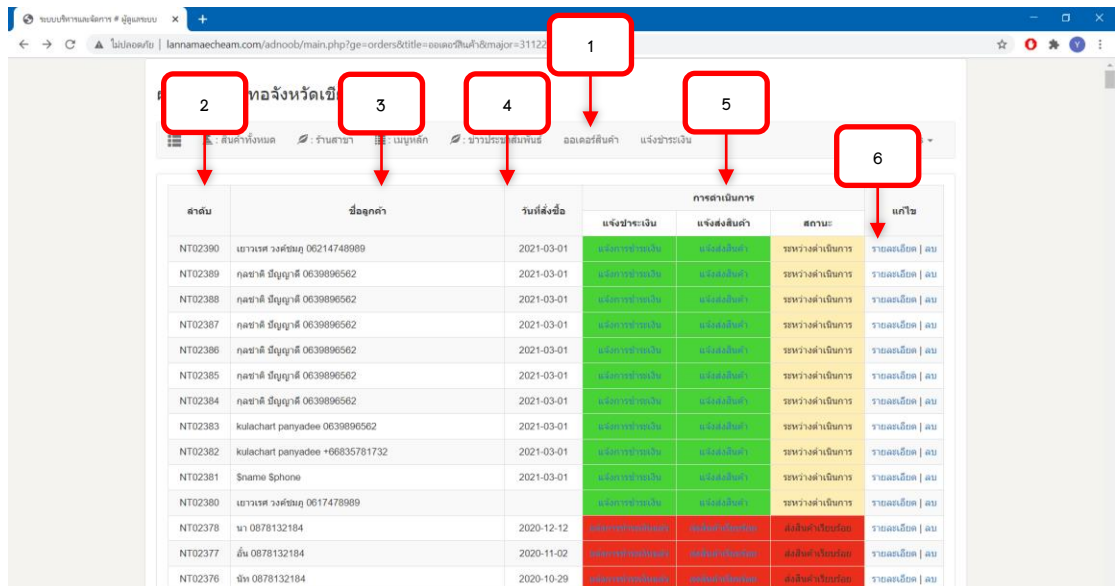 ระบบบริหารและจัดการ # ผู้ดูแลระบบ
ไม่ปลอดภัย | lannamaecheam.com/adnoob/main.php?ge=orders&title=ออเดอร์สินค้า&major=31122
1
2
3
4
5
6
ทอจังหวัดเชี
: สินค้าทั้งหมด : ร้านสาขา : เมนูหลัก : ข่าวประชาสัมพันธ์ ออเดอร์สินค้า แจ้งชำระเงิน
ลำดับ ชื่อลูกค้า วันที่สั่งซื้อ การดำเนินการ แก้ไข
แจ้งชำระเงิน แจ้งส่งสินค้า สถานะ
NT02390 เยาวเรศ วงค์ชมภู 06214748989 2021-03-01 แจ้งการชำระเงิน แจ้งส่งสินค้า ระหว่างดำเนินการ รายละเอียด | ลบ
NT02389 กุลชาติ ปัญญาดี 0639896562 2021-03-01 แจ้งการชำระเงิน แจ้งส่งสินค้า ระหว่างดำเนินการ รายละเอียด | ลบ
NT02388 กุลชาติ ปัญญาดี 0639896562 2021-03-01 แจ้งการชำระเงิน แจ้งส่งสินค้า ระหว่างดำเนินการ รายละเอียด | ลบ
NT02387 กุลชาติ ปัญญาดี 0639896562 2021-03-01 แจ้งการชำระเงิน แจ้งส่งสินค้า ระหว่างดำเนินการ รายละเอียด | ลบ
NT02386 กุลชาติ ปัญญาดี 0639896562 2021-03-01 แจ้งการชำระเงิน แจ้งส่งสินค้า ระหว่างดำเนินการ รายละเอียด | ลบ
NT02385 กุลชาติ ปัญญาดี 0639896562 2021-03-01 แจ้งการชำระเงิน แจ้งส่งสินค้า ระหว่างดำเนินการ รายละเอียด | ลบ
NT02384 กุลชาติ ปัญญาดี 0639896562 2021-03-01 แจ้งการชำระเงิน แจ้งส่งสินค้า ระหว่างดำเนินการ รายละเอียด | ลบ
NT02383 kulachart panyadee 0639896562 2021-03-01 แจ้งการชำระเงิน แจ้งส่งสินค้า ระหว่างดำเนินการ รายละเอียด | ลบ
NT02382 kulachart panyadee +66835781732 2021-03-01 แจ้งการชำระเงิน แจ้งส่งสินค้า ระหว่างดำเนินการ รายละเอียด | ลบ
NT02381 $name $phone 2021-03-01 แจ้งการชำระเงิน แจ้งส่งสินค้า ระหว่างดำเนินการ รายละเอียด | ลบ
NT02380 เยาวเรศ วงค์ชมภู 0617478989 แจ้งการชำระเงิน แจ้งส่งสินค้า ระหว่างดำเนินการ รายละเอียด | ลบ
NT02378 นา 0878132184 2020-12-12 ส่งสินค้าเรียบร้อย ส่งสินค้าเรียบร้อย รายละเอียด | ลบ
NT02377 อั๋น 0878132184 2020-11-02 ส่งสินค้าเรียบร้อย ส่งสินค้าเรียบร้อย รายละเอียด | ลบ
NT02376 นัท 0878132184 2020-10-29 ส่งสินค้าเรียบร้อย ส่งสินค้าเรียบร้อย รายละเอียด | ลบ